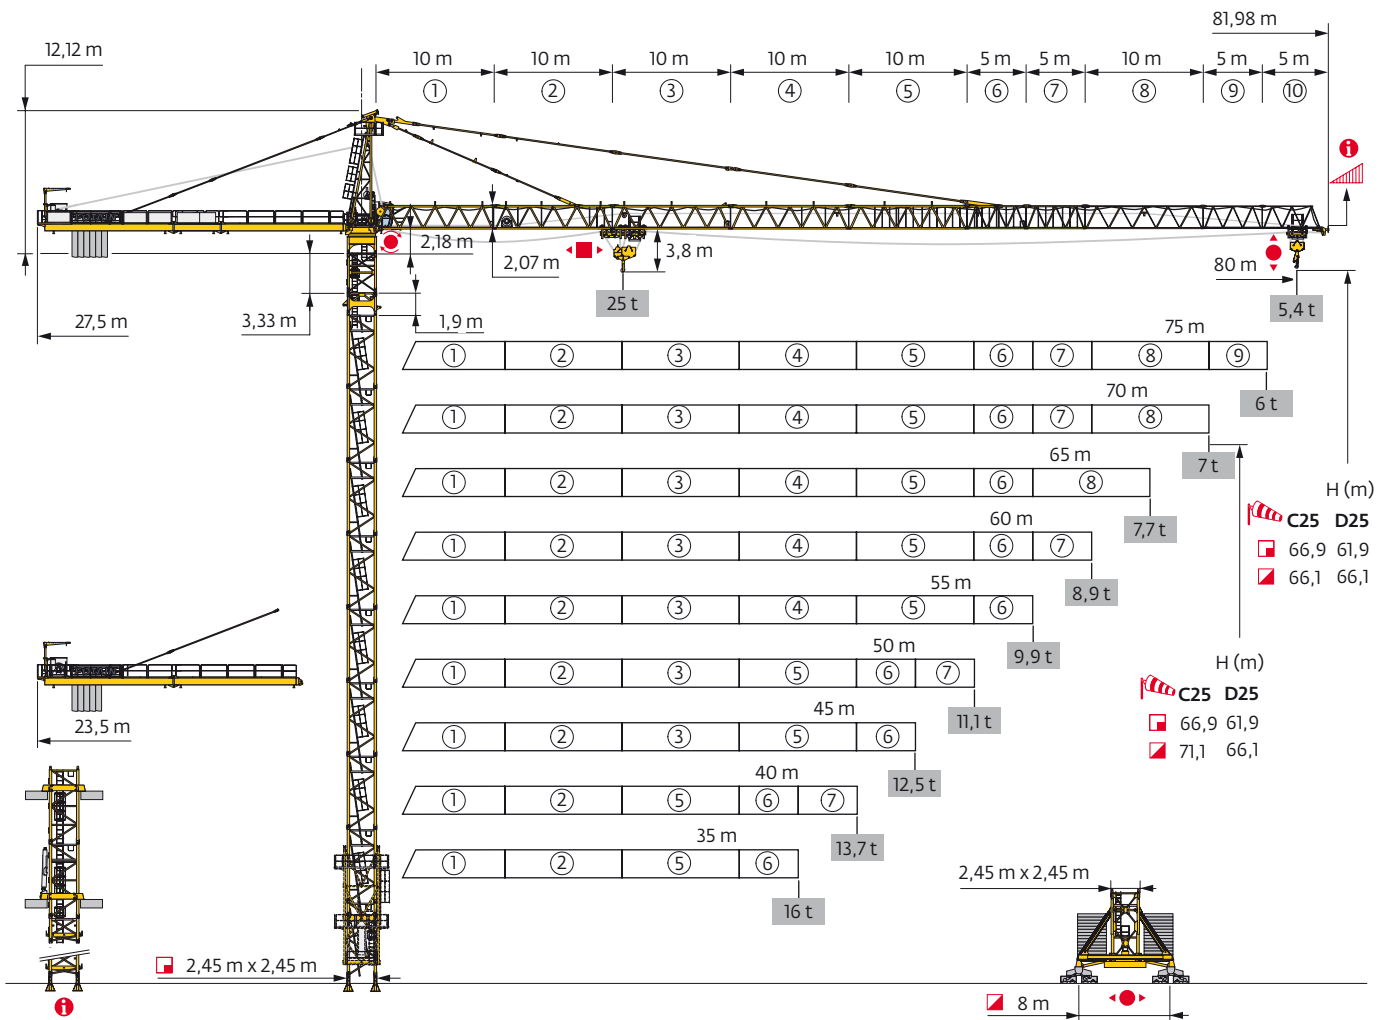 81,98 m
12,12 m
10 m 10 m 10 m 10 m 10 m 5 m 5 m 10 m 5 m 5 m
1 2 3 4 5 6 7 8 9 10
i
2,18 m
2,07 m
3,8 m
80 m
25 t
5,4 t
27,5 m
3,33 m
1,9 m
75 m
1 2 3 4 5 6 7 8 9
6 t
70 m
1 2 3 4 5 6 7 8
7 t
65 m
1 2 3 4 5 6 8
7,7 t
H (m)
C25 D25
66,9 61,9
66,1 66,1
60 m
1 2 3 4 5 6 7
8,9 t
55 m
1 2 3 4 5 6
9,9 t
50 m
1 2 3 5 6 7
11,1 t
H (m)
C25 D25
66,9 61,9
71,1 66,1
23,5 m
45 m
1 2 3 5 6
12,5 t
40 m
1 2 5 6 7
13,7 t
35 m
1 2 5 6
16 t
2,45 m x 2,45 m
2,45 m x 2,45 m
i
8 m